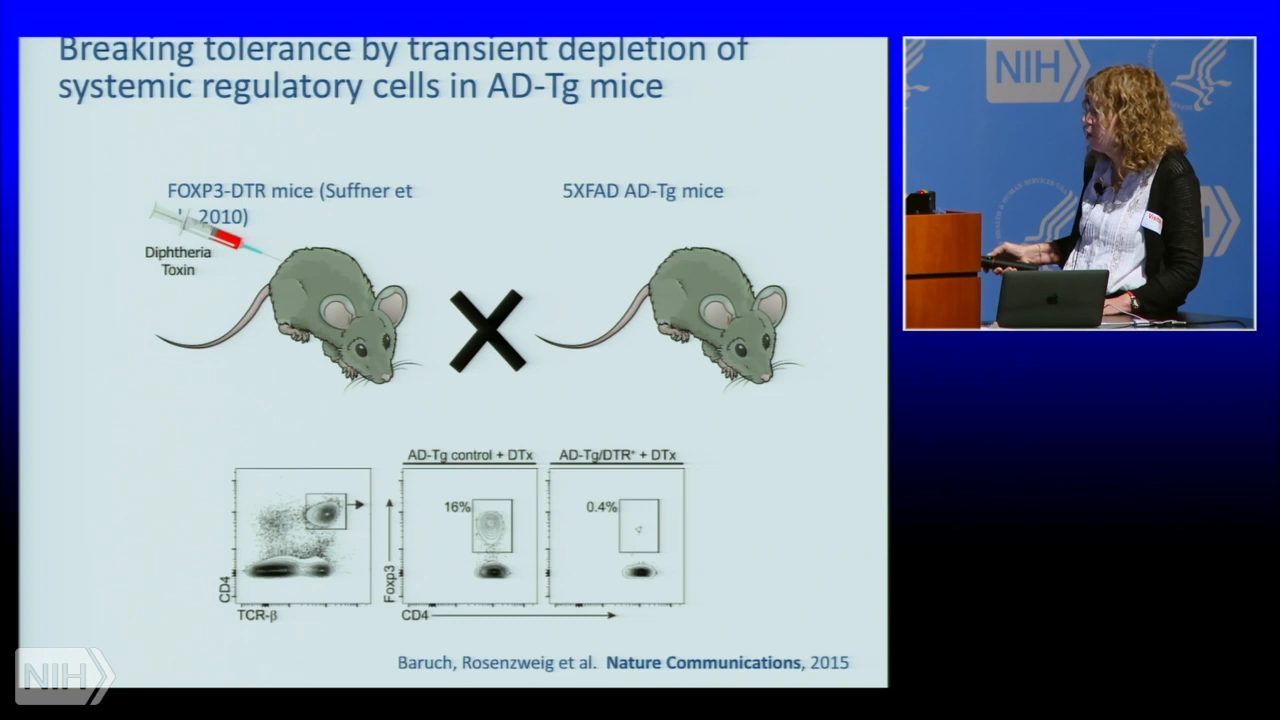 Breaking tolerance by transient depletion of
systemic regulatory cells in AD-Tg mice
FOXP3-DTR mice (Suffner et
2010)
5XFAD AD-Tg mice
Diphtheria
Toxin
AD-Tg control + DTx
AD-Tg/DTR⁺ + DTx
16%
0.4%
CD4
TCR-β
Foxp3
CD4
Baruch, Rosenzweig et al. Nature Communications, 2015
NIH
NIH